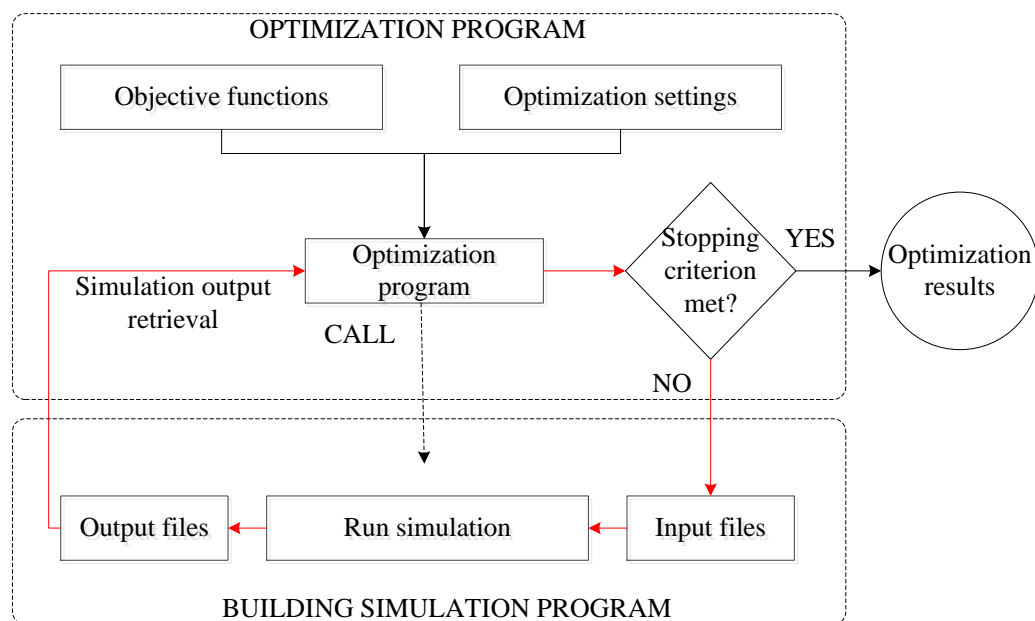 OPTIMIZATION PROGRAM
Objective functions
Optimization settings
Optimization
program
Stopping
criterion
met?
YES
Optimization
results
Simulation output
retrieval
CALL
NO
Output files
Run simulation
Input files
BUILDING SIMULATION PROGRAM